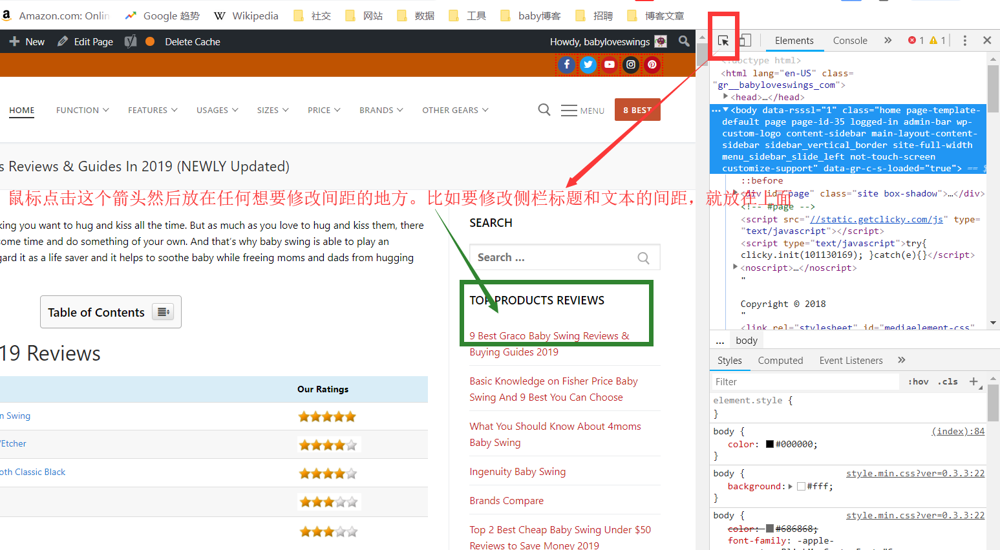 Amazon.com: Onlin
Google 趋势
Wikipedia
社交
网站
数据
工具
baby博客
招聘
博客文章
New
Edit Page
Delete Cache
Howdy, babyloveswings
Elements
Console
1
1
<!doctype html>
<html lang="en-US" class=
"gr__babyloveswings_com">
<head>…</head>
<body data-rsssl="1" class="home page-template-
default page page-id-35 logged-in admin-bar wp-
custom-logo content-sidebar main-layout-content-
sidebar sidebar_vertical_border site-full-width
menu_sidebar_slide_left not-touch-screen
customize-support" data-gr-c-s-loaded="true"> == $
::before
<div id="page" class="site box-shadow">…</div>
<!-- #page -->
<script src="//static.getclicky.com/js" type=
"text/javascript"></script>
<script type="text/javascript">try{
clicky.init(101130169); }catch(e){}</script>
<noscript>…</noscript>
"
Copyright © 2018
"
<link rel="stylesheet" id="mediaelement-css"
HOME
FUNCTION
FEATURES
USAGES
SIZES
PRICE
BRANDS
OTHER GEARS
MENU
8 BEST
s Reviews & Guides In 2019 (NEWLY Updated)
鼠标点击这个箭头然后放在任何想要修改间距的地方。比如要修改侧栏标题和文本的间距，就放在上面
king you want to hug and kiss all the time. But as much as you love to hug and kiss them, there
some time and do something of your own. And that's why baby swing is able to play an
gard it as a life saver and it helps to soothe baby while freeing moms and dads from hugging
Table of Contents
19 Reviews
Our Ratings
n Swing
/Etcher
oth Classic Black
SEARCH
Search ...
TOP PRODUCTS REVIEWS
9 Best Graco Baby Swing Reviews &
Buying Guides 2019
Basic Knowledge on Fisher Price Baby
Swing And 9 Best You Can Choose
What You Should Know About 4moms
Baby Swing
Ingenuity Baby Swing
Brands Compare
Top 2 Best Cheap Baby Swing Under $50
Reviews to Save Money 2019
...
body
Styles
Computed
Event Listeners
Filter
:hov
.cls
element.style {
}
body {
(index):84
color: #000000;
}
body {
style.min.css?ver=0.3.3:22
background: #fff;
}
body {
style.min.css?ver=0.3.3:22
color: #686868;
font-family: -apple-